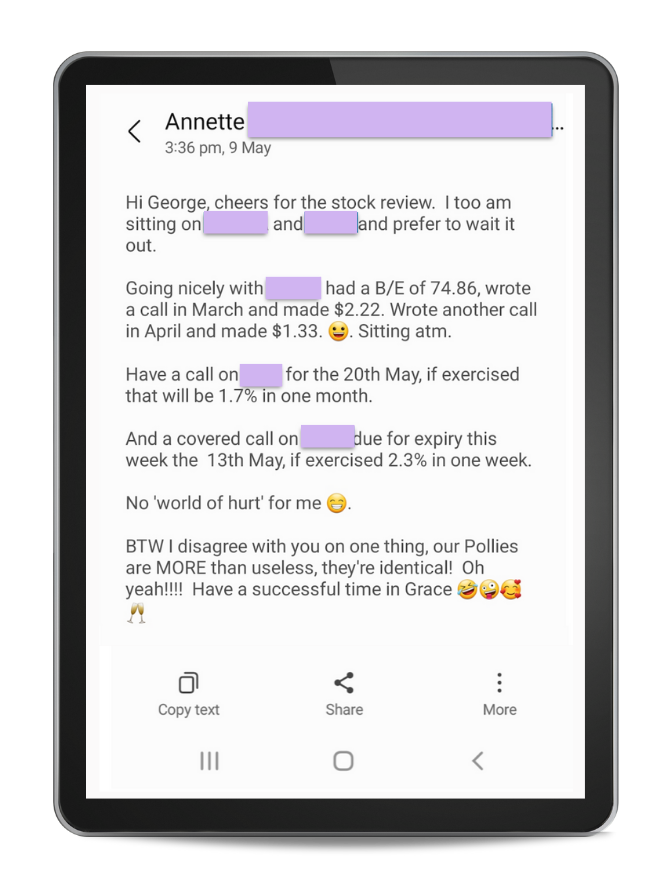 Annette ...
3:36 pm, 9 May
Hi George, cheers for the stock review.  I too am
sitting on and and prefer to wait it
out.
Going nicely with had a B/E of 74.86, wrote
a call in March and made $2.22. Wrote another call
in April and made $1.33. 😀. Sitting atm.
Have a call on for the 20th May, if exercised
that will be 1.7% in one month.
And a covered call on due for expiry this
week the  13th May, if exercised 2.3% in one week.
No 'world of hurt' for me 😁.
BTW I disagree with you on one thing, our Pollies
are MORE than useless, they're identical!  Oh
yeah!!!!  Have a successful time in Grace 🤣🤪🥰
🥂
Copy text
Share
More